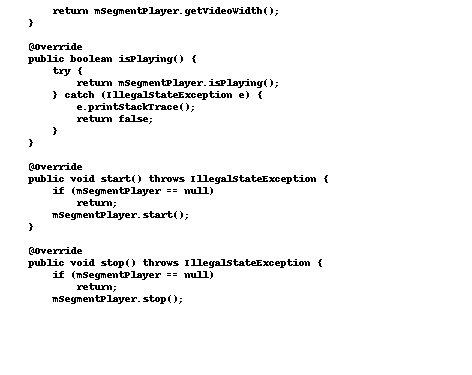 return mSegmentPlayer.getVideoWidth();
}
@Override
public boolean isPlaying() {
try {
return mSegmentPlayer.isPlaying();
} catch (IllegalStateException e) {
e.printStackTrace();
return false;
}
}
@Override
public void start() throws IllegalStateException {
if (mSegmentPlayer == null)
return;
mSegmentPlayer.start();
}
@Override
public void stop() throws IllegalStateException {
if (mSegmentPlayer == null)
return;
mSegmentPlayer.stop();